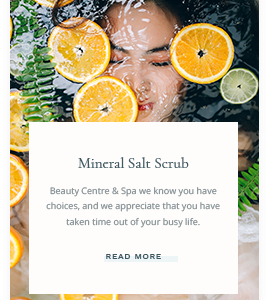 Mineral Salt Scrub
Beauty Centre & Spa we know you have
choices, and we appreciate that you have
taken time out of your busy life.
READ MORE